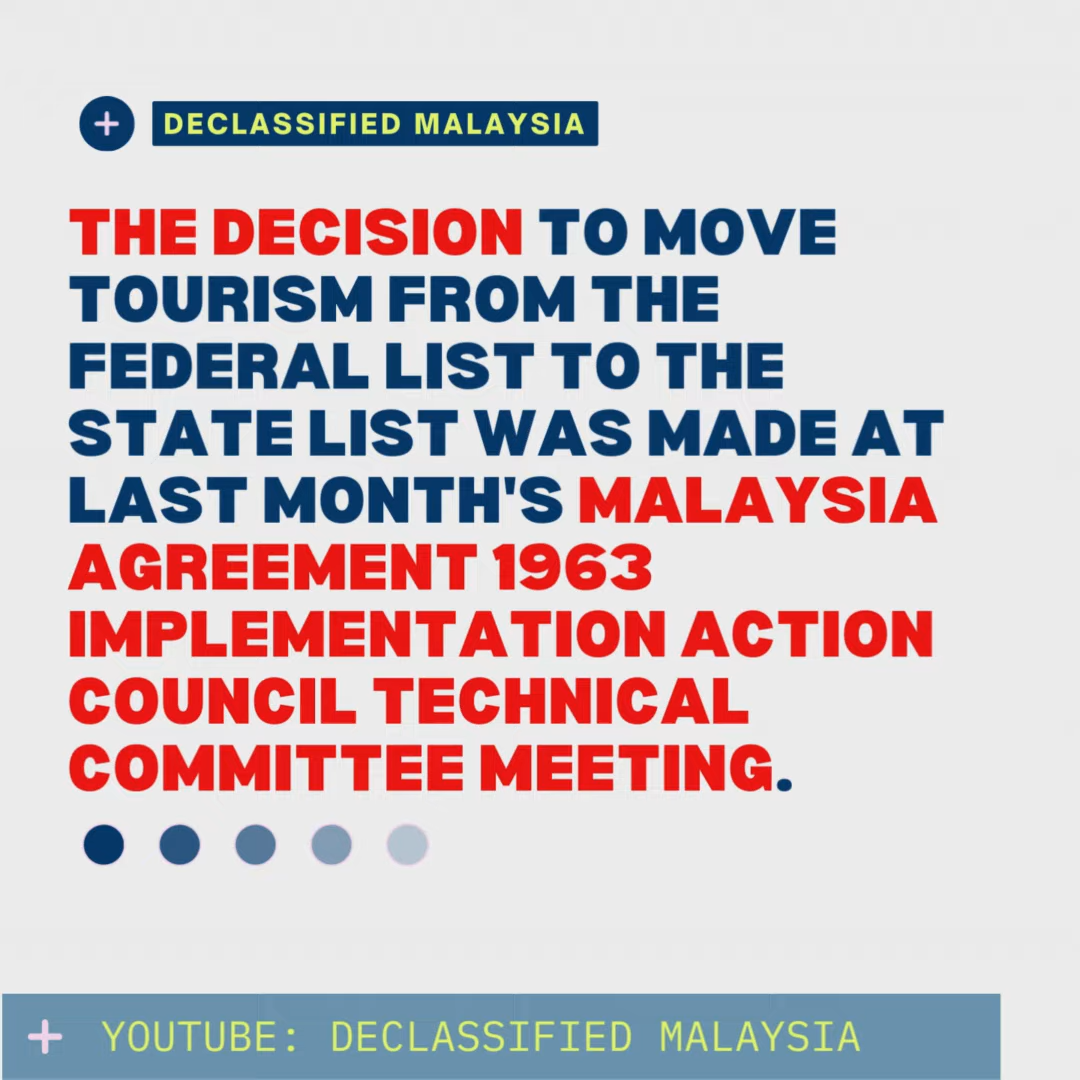 DECLASSIFIED MALAYSIA
THE DECISION TO MOVE
TOURISM FROM THE
FEDERAL LIST TO THE
STATE LIST WAS MADE AT
LAST MONTH'S MALAYSIA
AGREEMENT 1963
IMPLEMENTATION ACTION
COUNCIL TECHNICAL
COMMITTEE MEETING.
YOUTUBE: DECLASSIFIED MALAYSIA